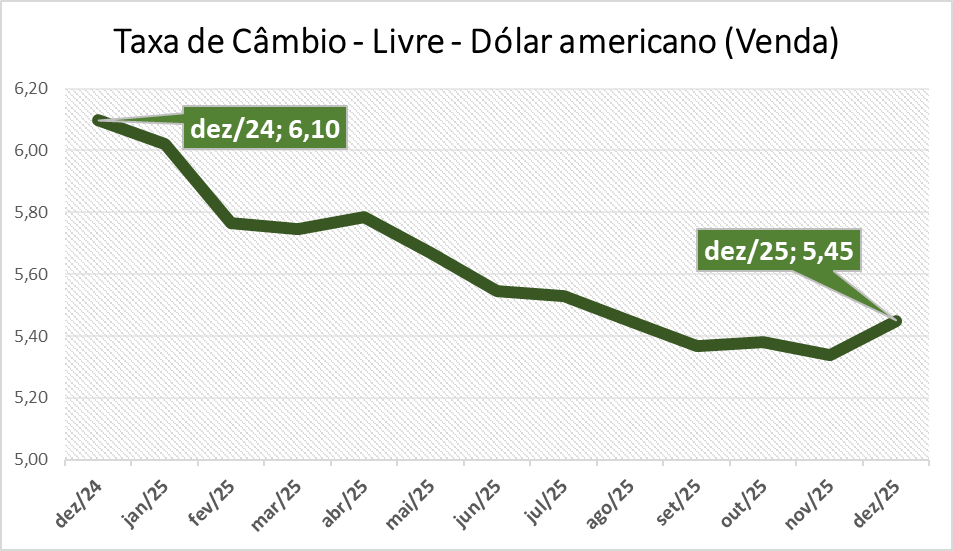 Taxa de Câmbio - Livre - Dólar americano (Venda)
6,20
6,00
5,80
5,60
5,40
5,20
5,00
dez/24; 6,10
dez/25; 5,45
dez/24
jan/25
fev/25
mar/25
abr/25
mai/25
jun/25
jul/25
ago/25
set/25
out/25
nov/25
dez/25